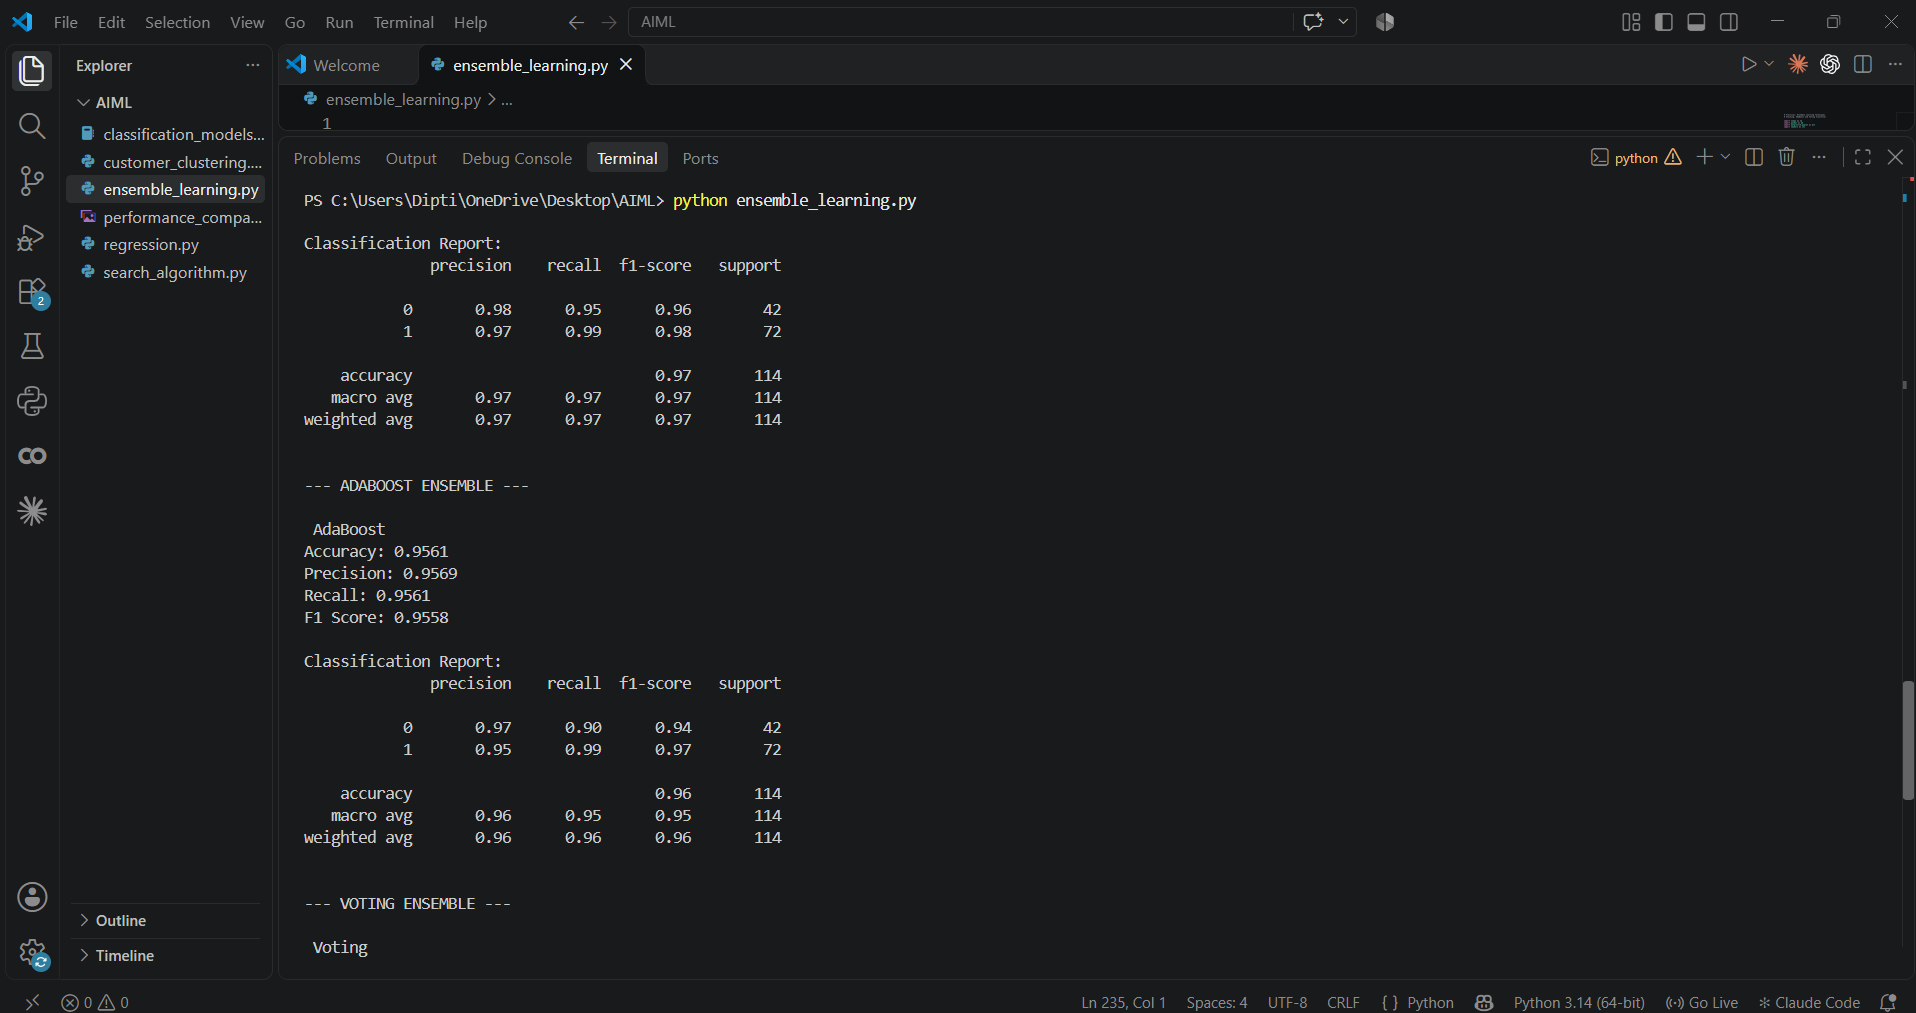 File Edit Selection View Go Run Terminal Help
AIML
Explorer
AIML
classification_models...
customer_clustering....
ensemble_learning.py
performance_compa...
regression.py
search_algorithm.py
Outline
Timeline
2
Welcome
ensemble_learning.py
ensemble_learning.py > ...
1
Problems Output Debug Console Terminal Ports
python
PS C:\Users\Dipti\OneDrive\Desktop\AIML> python ensemble_learning.py
Classification Report:
precision recall f1-score support
0 0.98 0.95 0.96 42
1 0.97 0.99 0.98 72
accuracy 0.97 114
macro avg 0.97 0.97 0.97 114
weighted avg 0.97 0.97 0.97 114
--- ADABOOST ENSEMBLE ---
AdaBoost
Accuracy: 0.9561
Precision: 0.9569
Recall: 0.9561
F1 Score: 0.9558
Classification Report:
precision recall f1-score support
0 0.97 0.90 0.94 42
1 0.95 0.99 0.97 72
accuracy 0.96 114
macro avg 0.96 0.95 0.95 114
weighted avg 0.96 0.96 0.96 114
--- VOTING ENSEMBLE ---
Voting
0 0
Ln 235, Col 1 Spaces: 4 UTF-8 CRLF { } Python Python 3.14 (64-bit) Go Live Claude Code